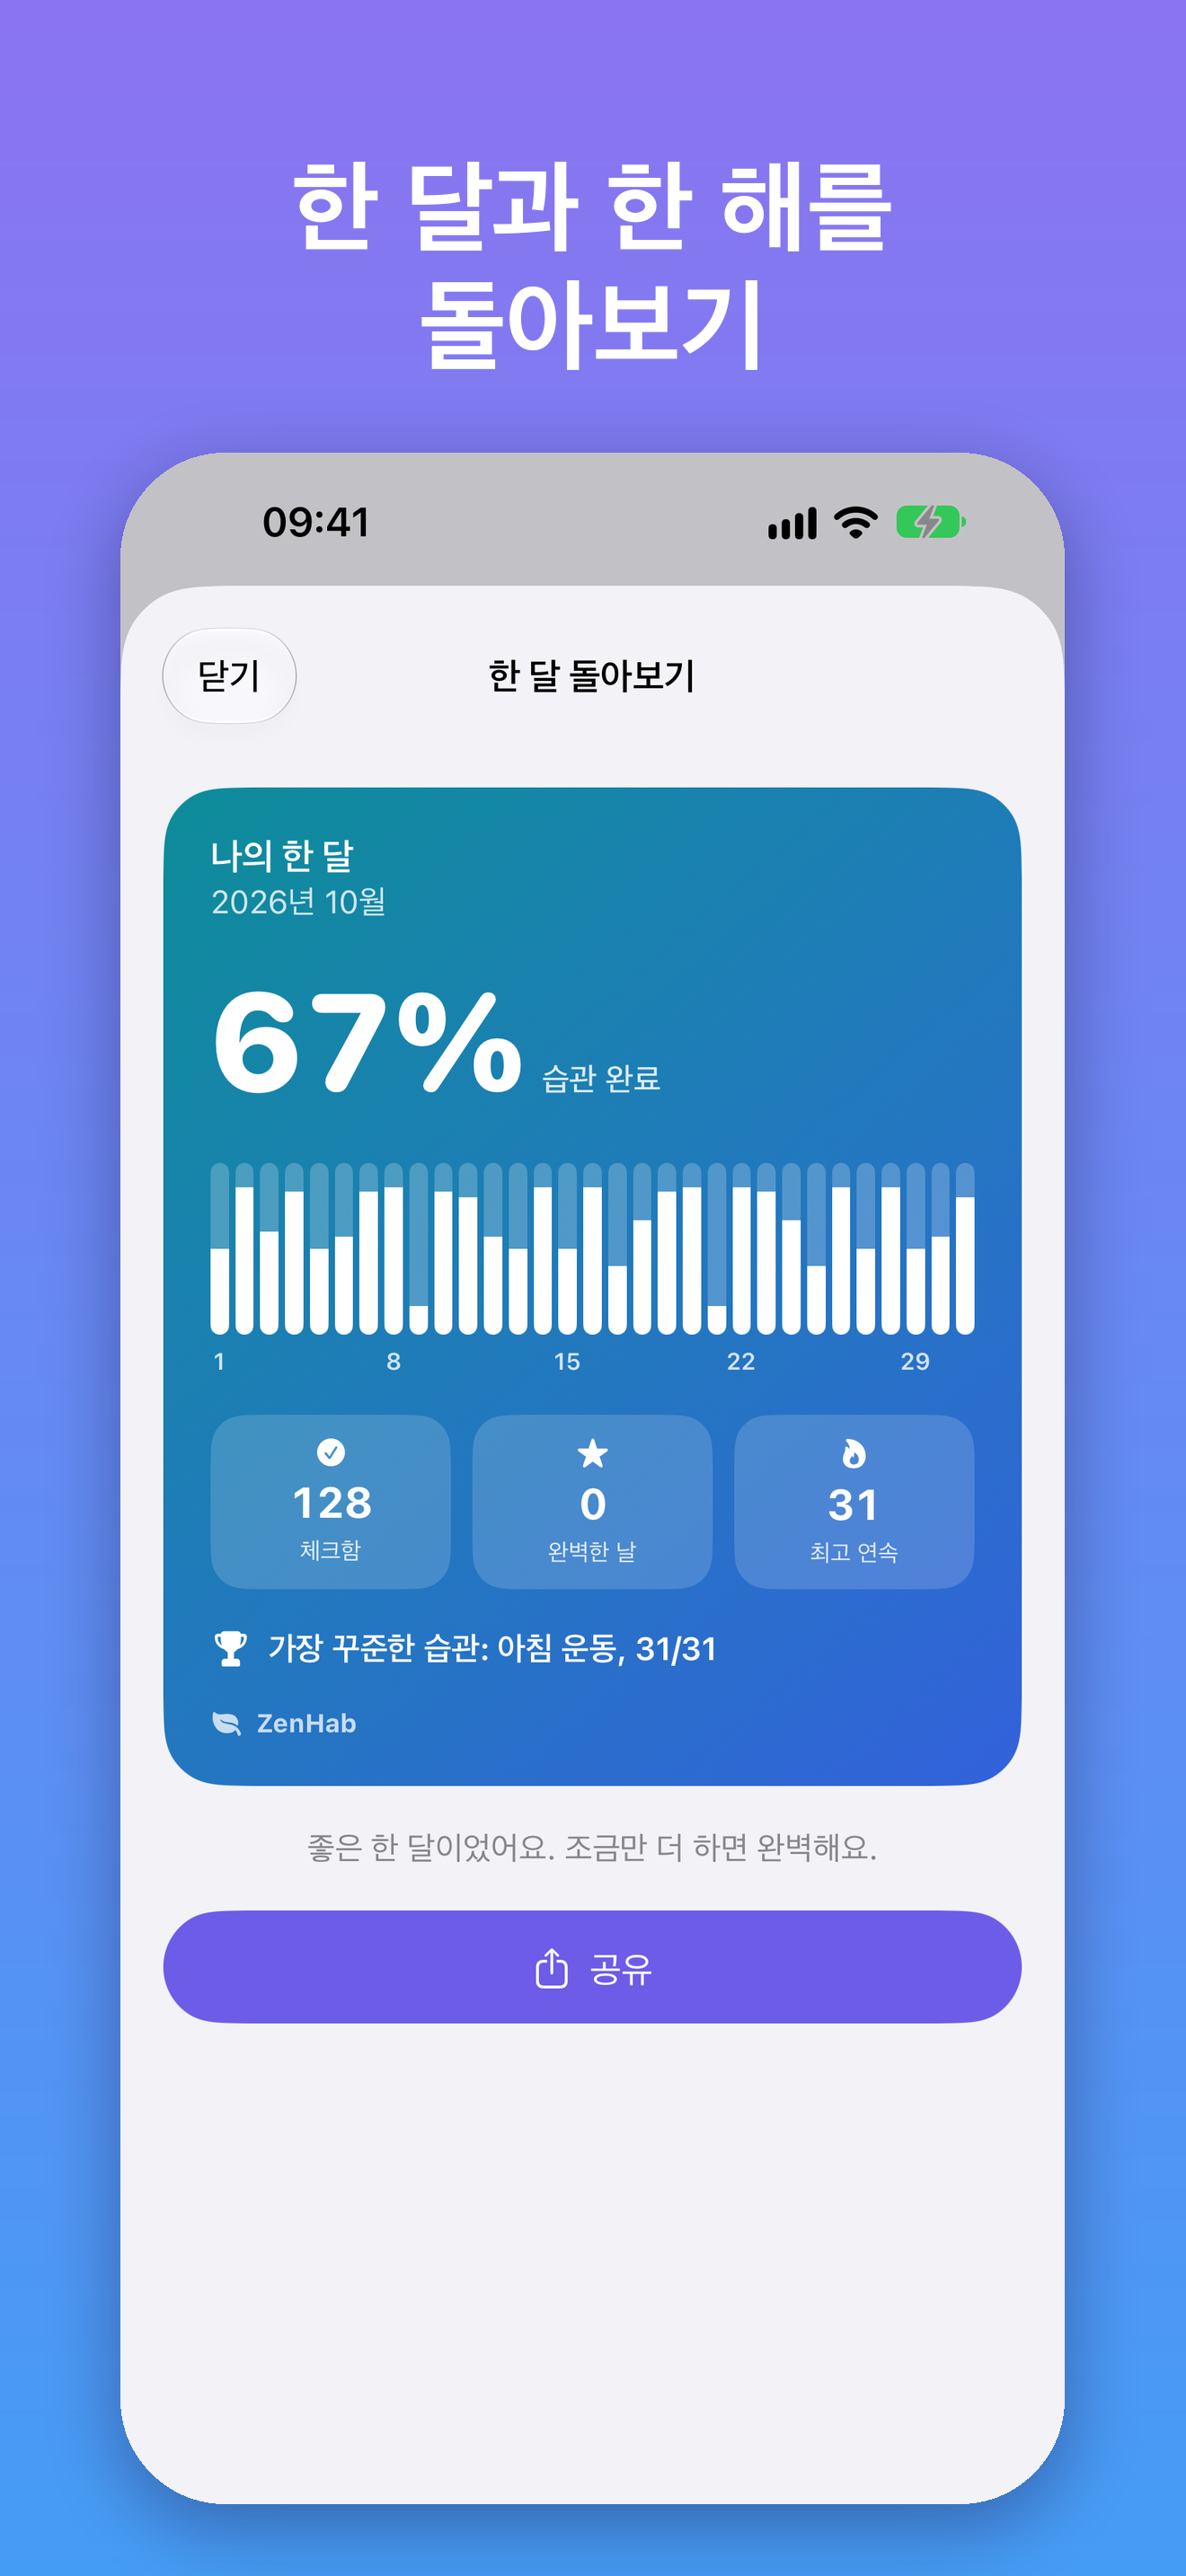 한 달과 한 해를
돌아보기
09:41
닫기
한 달 돌아보기
나의 한 달
2026년 10월
67% 습관 완료
1 8 15 22 29
128 0 31
체크함 완벽한 날 최고 연속
가장 꾸준한 습관: 아침 운동, 31/31
ZenHab
좋은 한 달이었어요. 조금만 더 하면 완벽해요.
공유